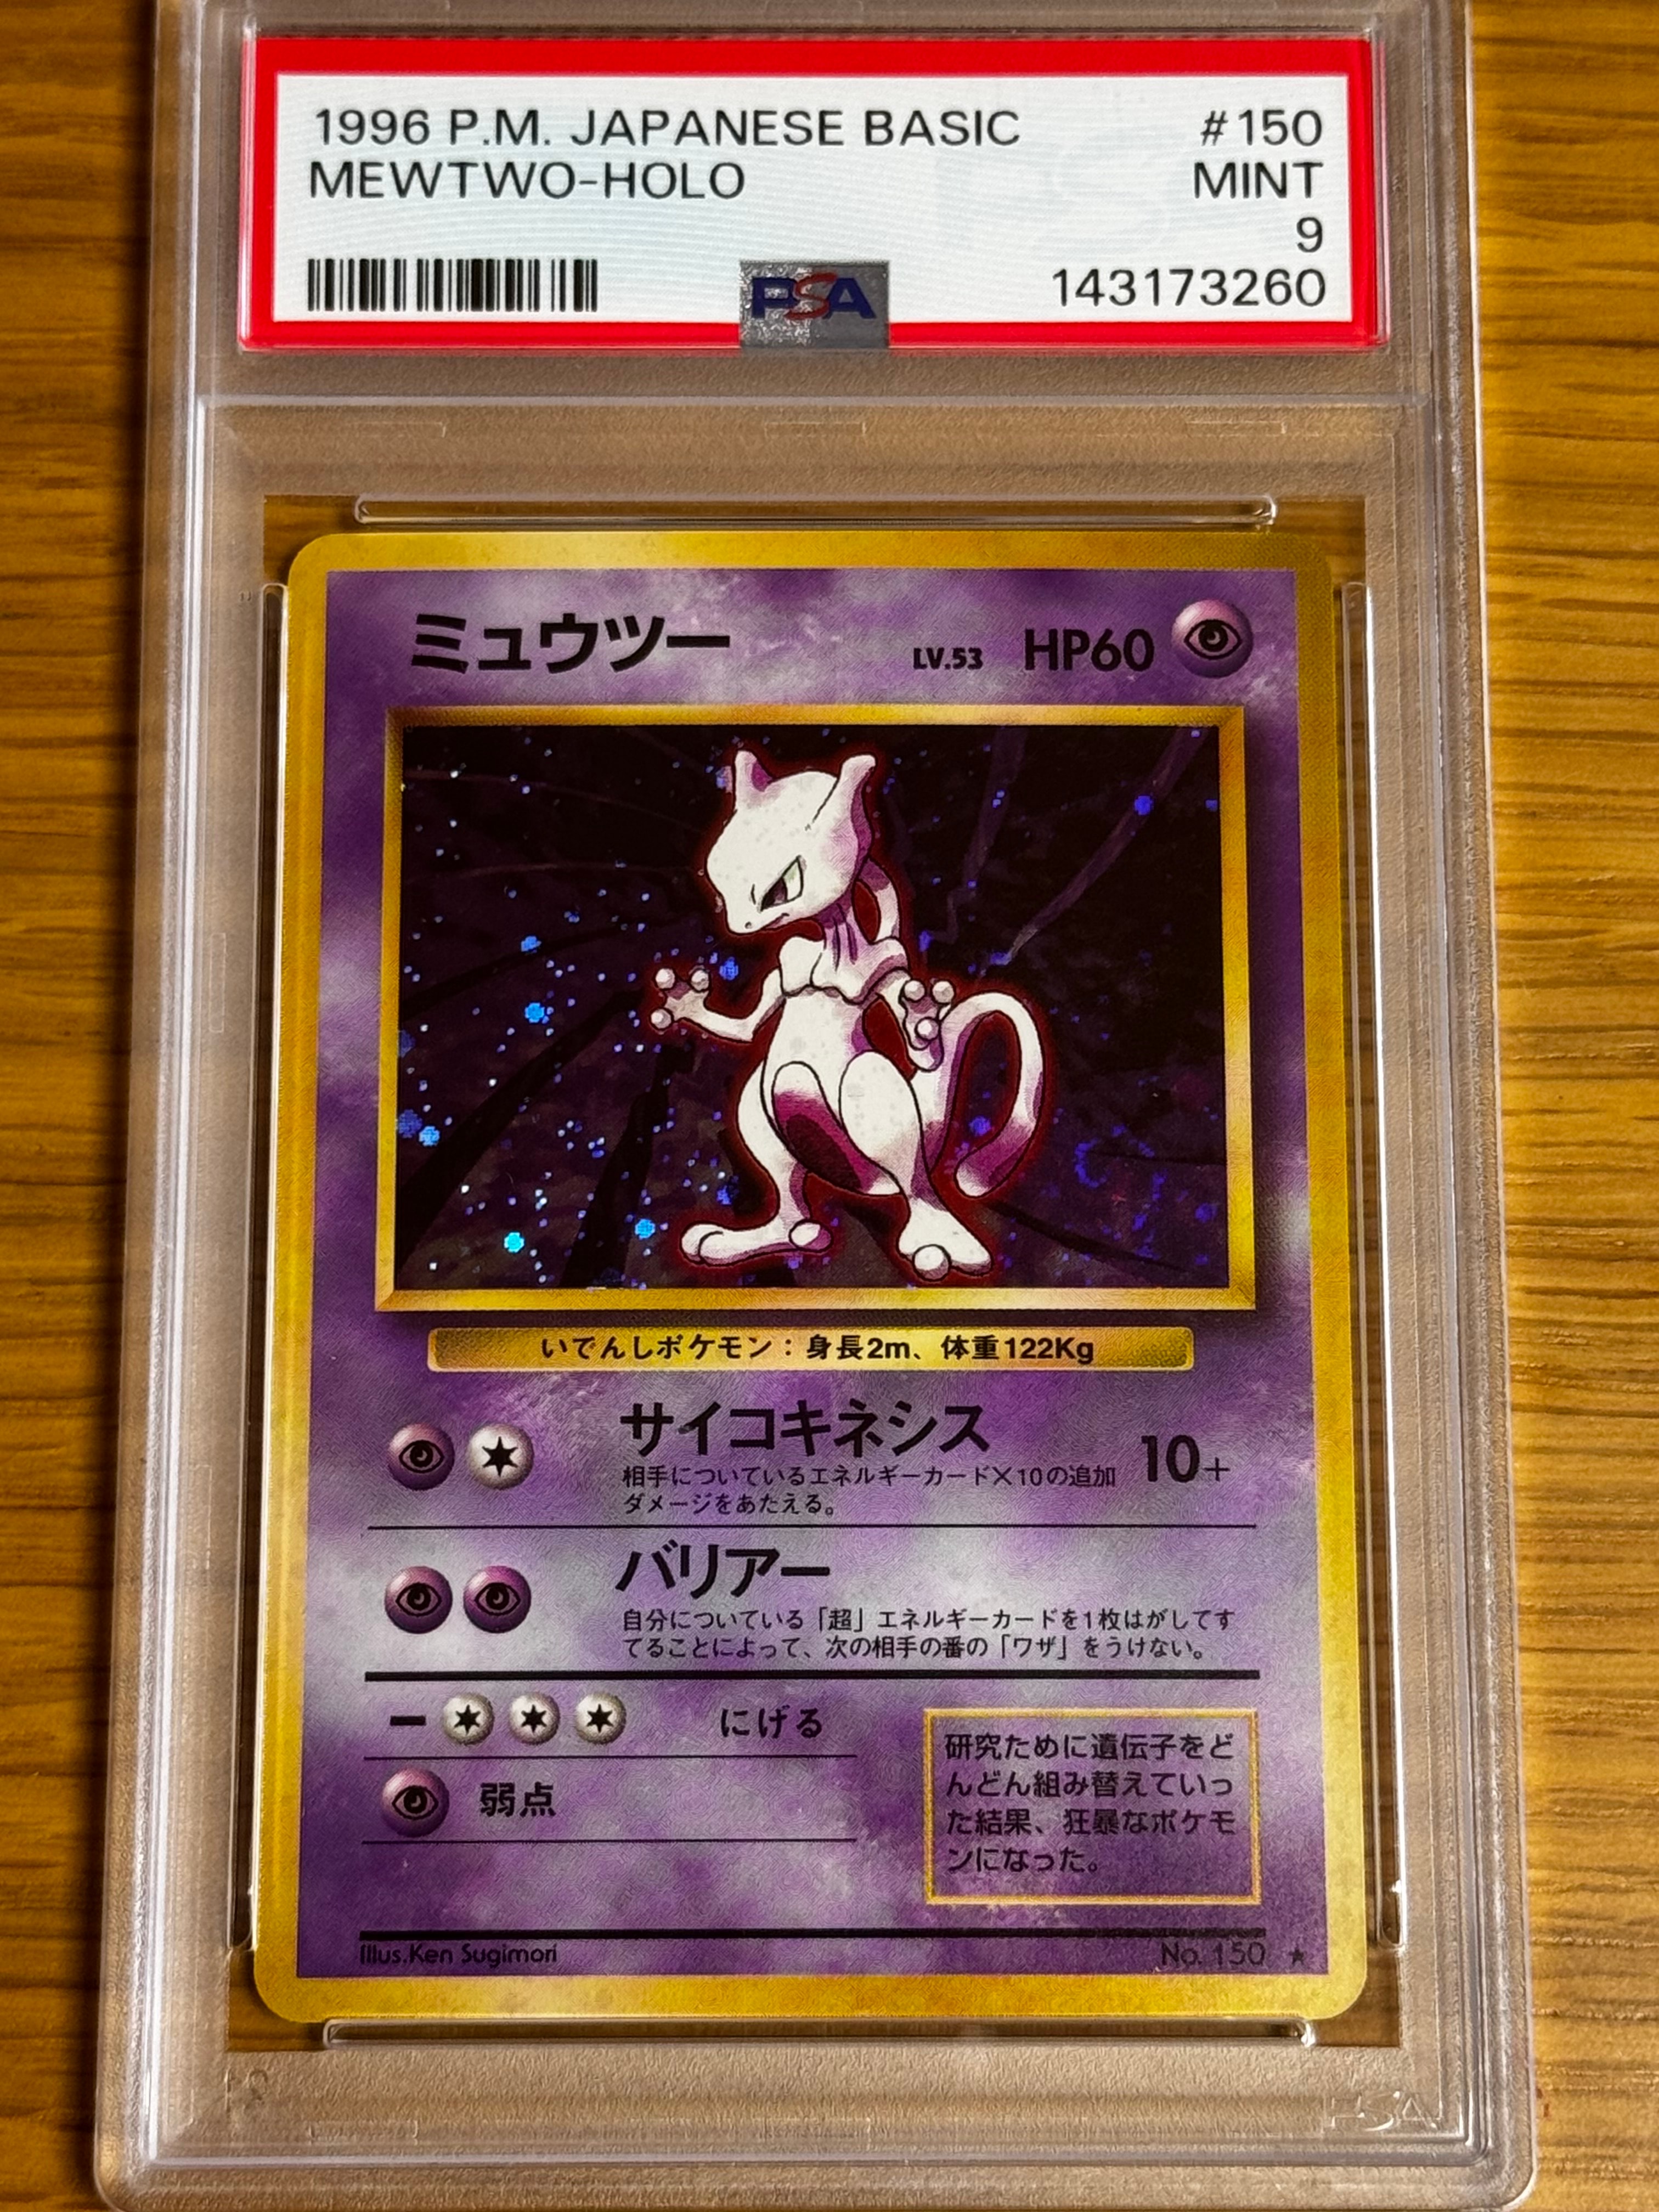 1996 P.M. JAPANESE BASIC #150
MEWTWO-HOLO MINT
9
PSA 143173260
ミュウツー LV.53 HP60
いでんしポケモン：身長2m、体重122Kg
サイコキネシス 10+
相手についているエネルギーカード×10の追加
ダメージをあたえる。
バリアー
自分についている「超」エネルギーカードを1枚はがしてす
てることによって、次の相手の番の「ワザ」をうけない。
にげる
弱点
研究ために遺伝子をど
んどん組み替えていっ
た結果、狂暴なポケモ
ンになった。
Illus.Ken Sugimori No. 150 ★
PSA